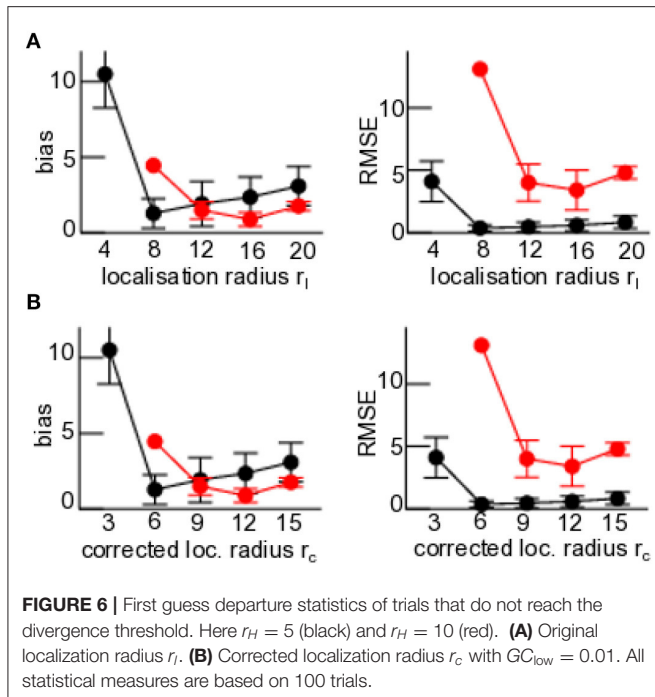 A
10
5
0
bias
4 8 12 16 20
localisation radius r_l
10
5
0
RMSE
4 8 12 16 20
localisation radius r_l
B
10
5
0
bias
3 6 9 12 15
corrected loc. radius r_c
10
5
0
RMSE
3 6 9 12 15
corrected loc. radius r_c
FIGURE 6 | First guess departure statistics of trials that do not reach the
divergence threshold. Here r_H = 5 (black) and r_H = 10 (red). (A) Original
localization radius r_l. (B) Corrected localization radius r_c with GC_low = 0.01. All
statistical measures are based on 100 trials.